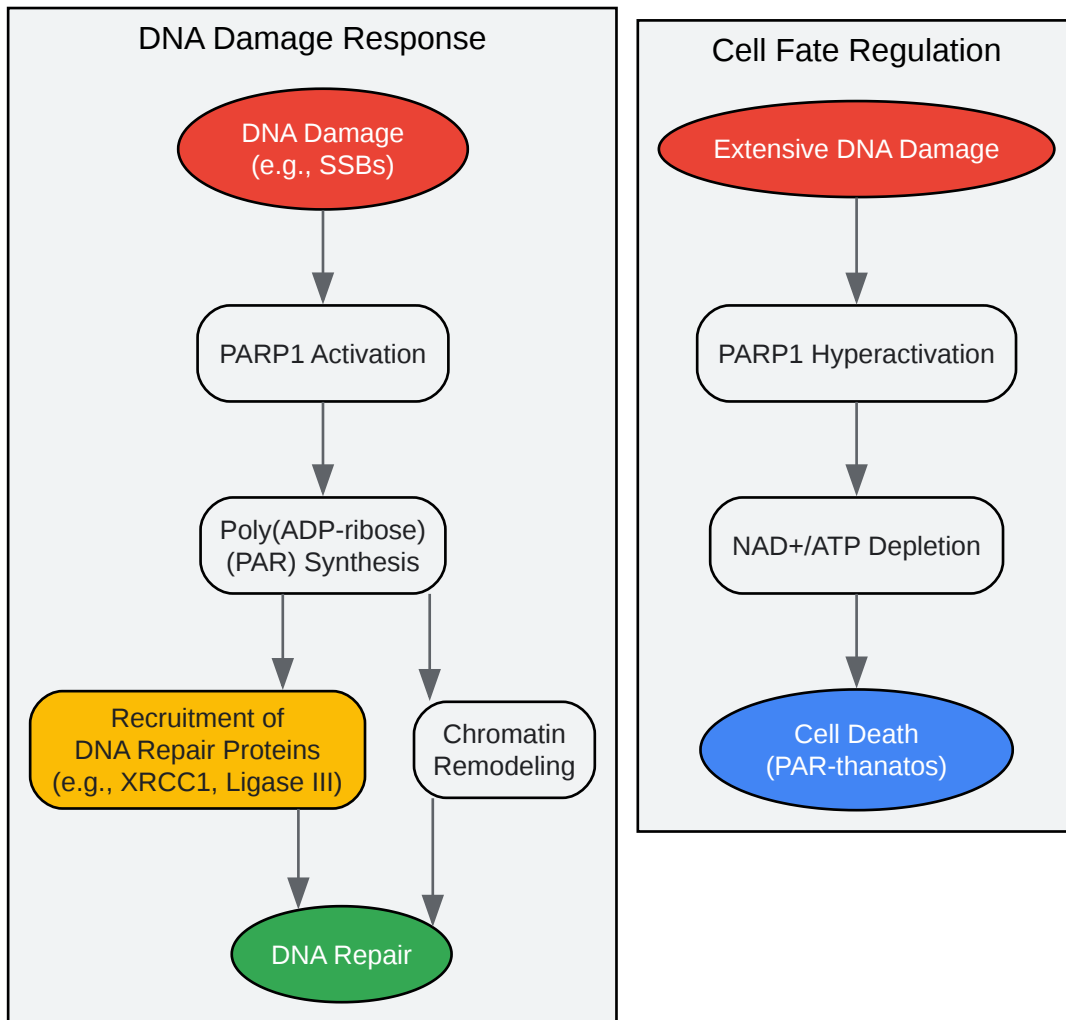 DNA Damage Response
DNA Damage
(e.g., SSBs)
PARP1 Activation
Poly(ADP-ribose)
(PAR) Synthesis
Recruitment of
DNA Repair Proteins
(e.g., XRCC1, Ligase III)
Chromatin
Remodeling
DNA Repair
Cell Fate Regulation
Extensive DNA Damage
PARP1 Hyperactivation
NAD+/ATP Depletion
Cell Death
(PAR-thanatos)